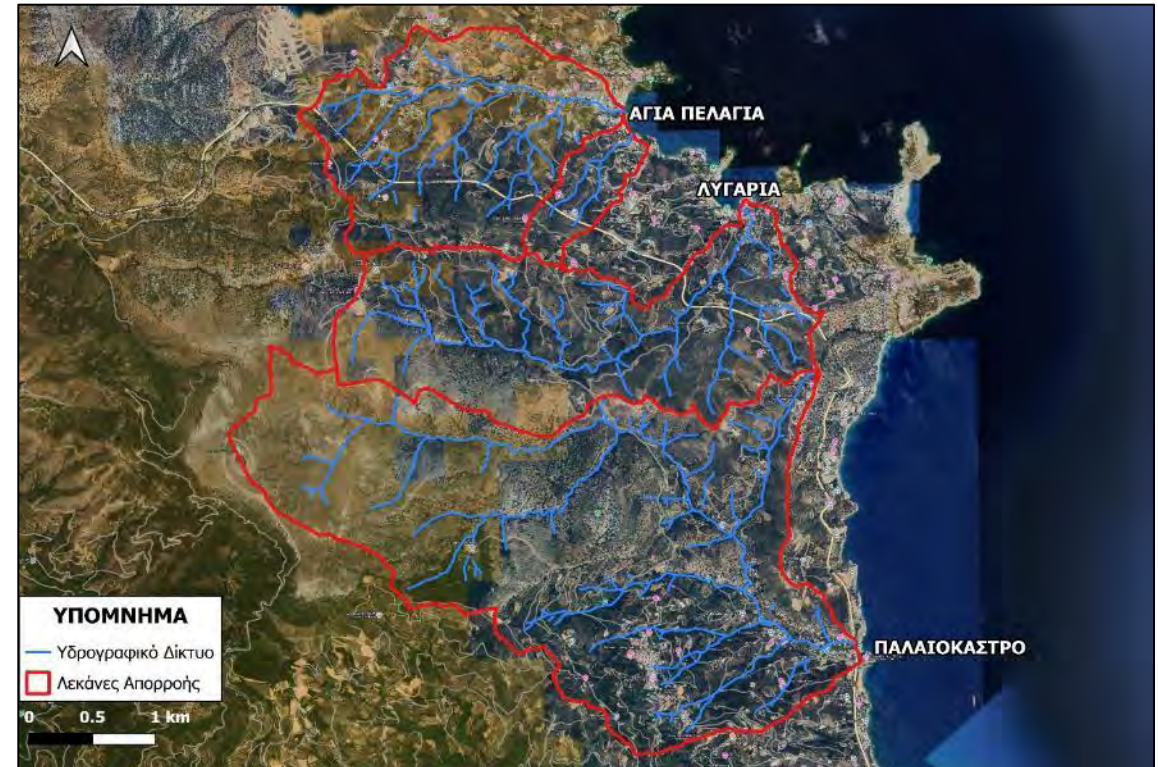 ΑΓΙΑ ΠΕΛΑΓΙΑ
ΛΥΓΑΡΙΑ
ΠΑΛΑΙΟΚΑΣΤΡΟ
ΥΠΟΜΝΗΜΑ
Υδρογραφικό Δίκτυο
Λεκάνες Απορροής
0 0.5 1 km